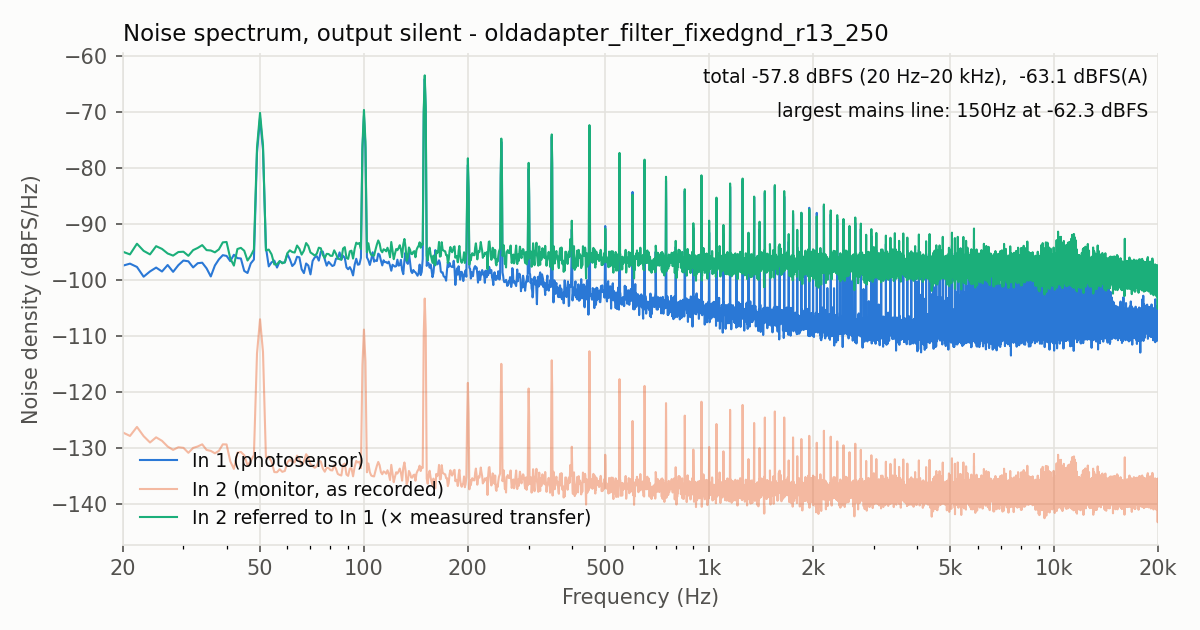 Noise spectrum, output silent - oldadapter_filter_fixedgnd_r13_250
total -57.8 dBFS (20 Hz–20 kHz),  -63.1 dBFS(A)
largest mains line: 150Hz at -62.3 dBFS
Noise density (dBFS/Hz)
−60
−70
−80
−90
−100
−110
−120
−130
−140
In 1 (photosensor)
In 2 (monitor, as recorded)
In 2 referred to In 1 (× measured transfer)
20 50 100 200 500 1k 2k 5k 10k 20k
Frequency (Hz)